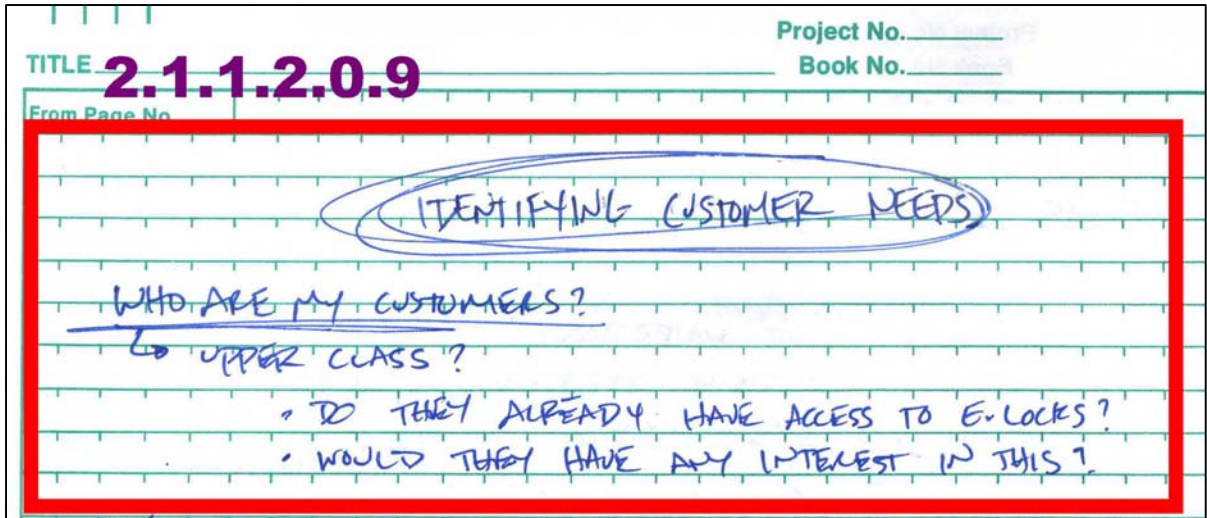 Project No.
TITLE 2.1.1.2.0.9 Book No.
From Page No.
IDENTIFYING CUSTOMER NEEDS
WHO ARE MY CUSTOMERS?
↳ UPPER CLASS?
• DO THEY ALREADY HAVE ACCESS TO E-LOCKS?
• WOULD THEY HAVE ANY INTEREST IN THIS?